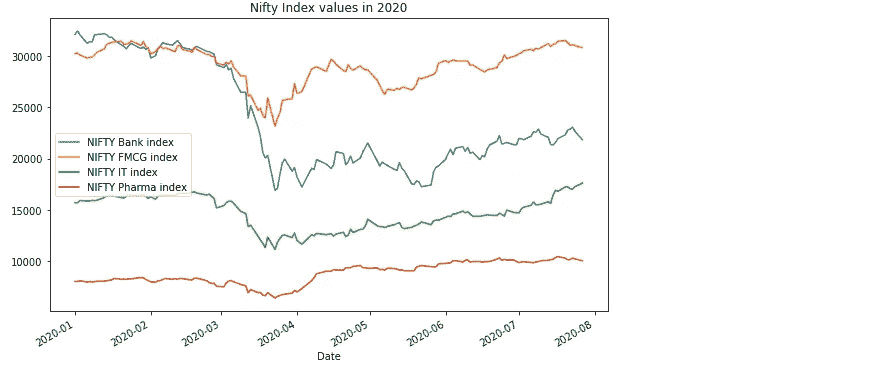 Nifty Index values in 2020
30000
25000
20000
15000
10000
NIFTY Bank index
NIFTY FMCG index
NIFTY IT index
NIFTY Pharma index
2020-01
2020-02
2020-03
2020-04
2020-05
2020-06
2020-07
2020-08
Date